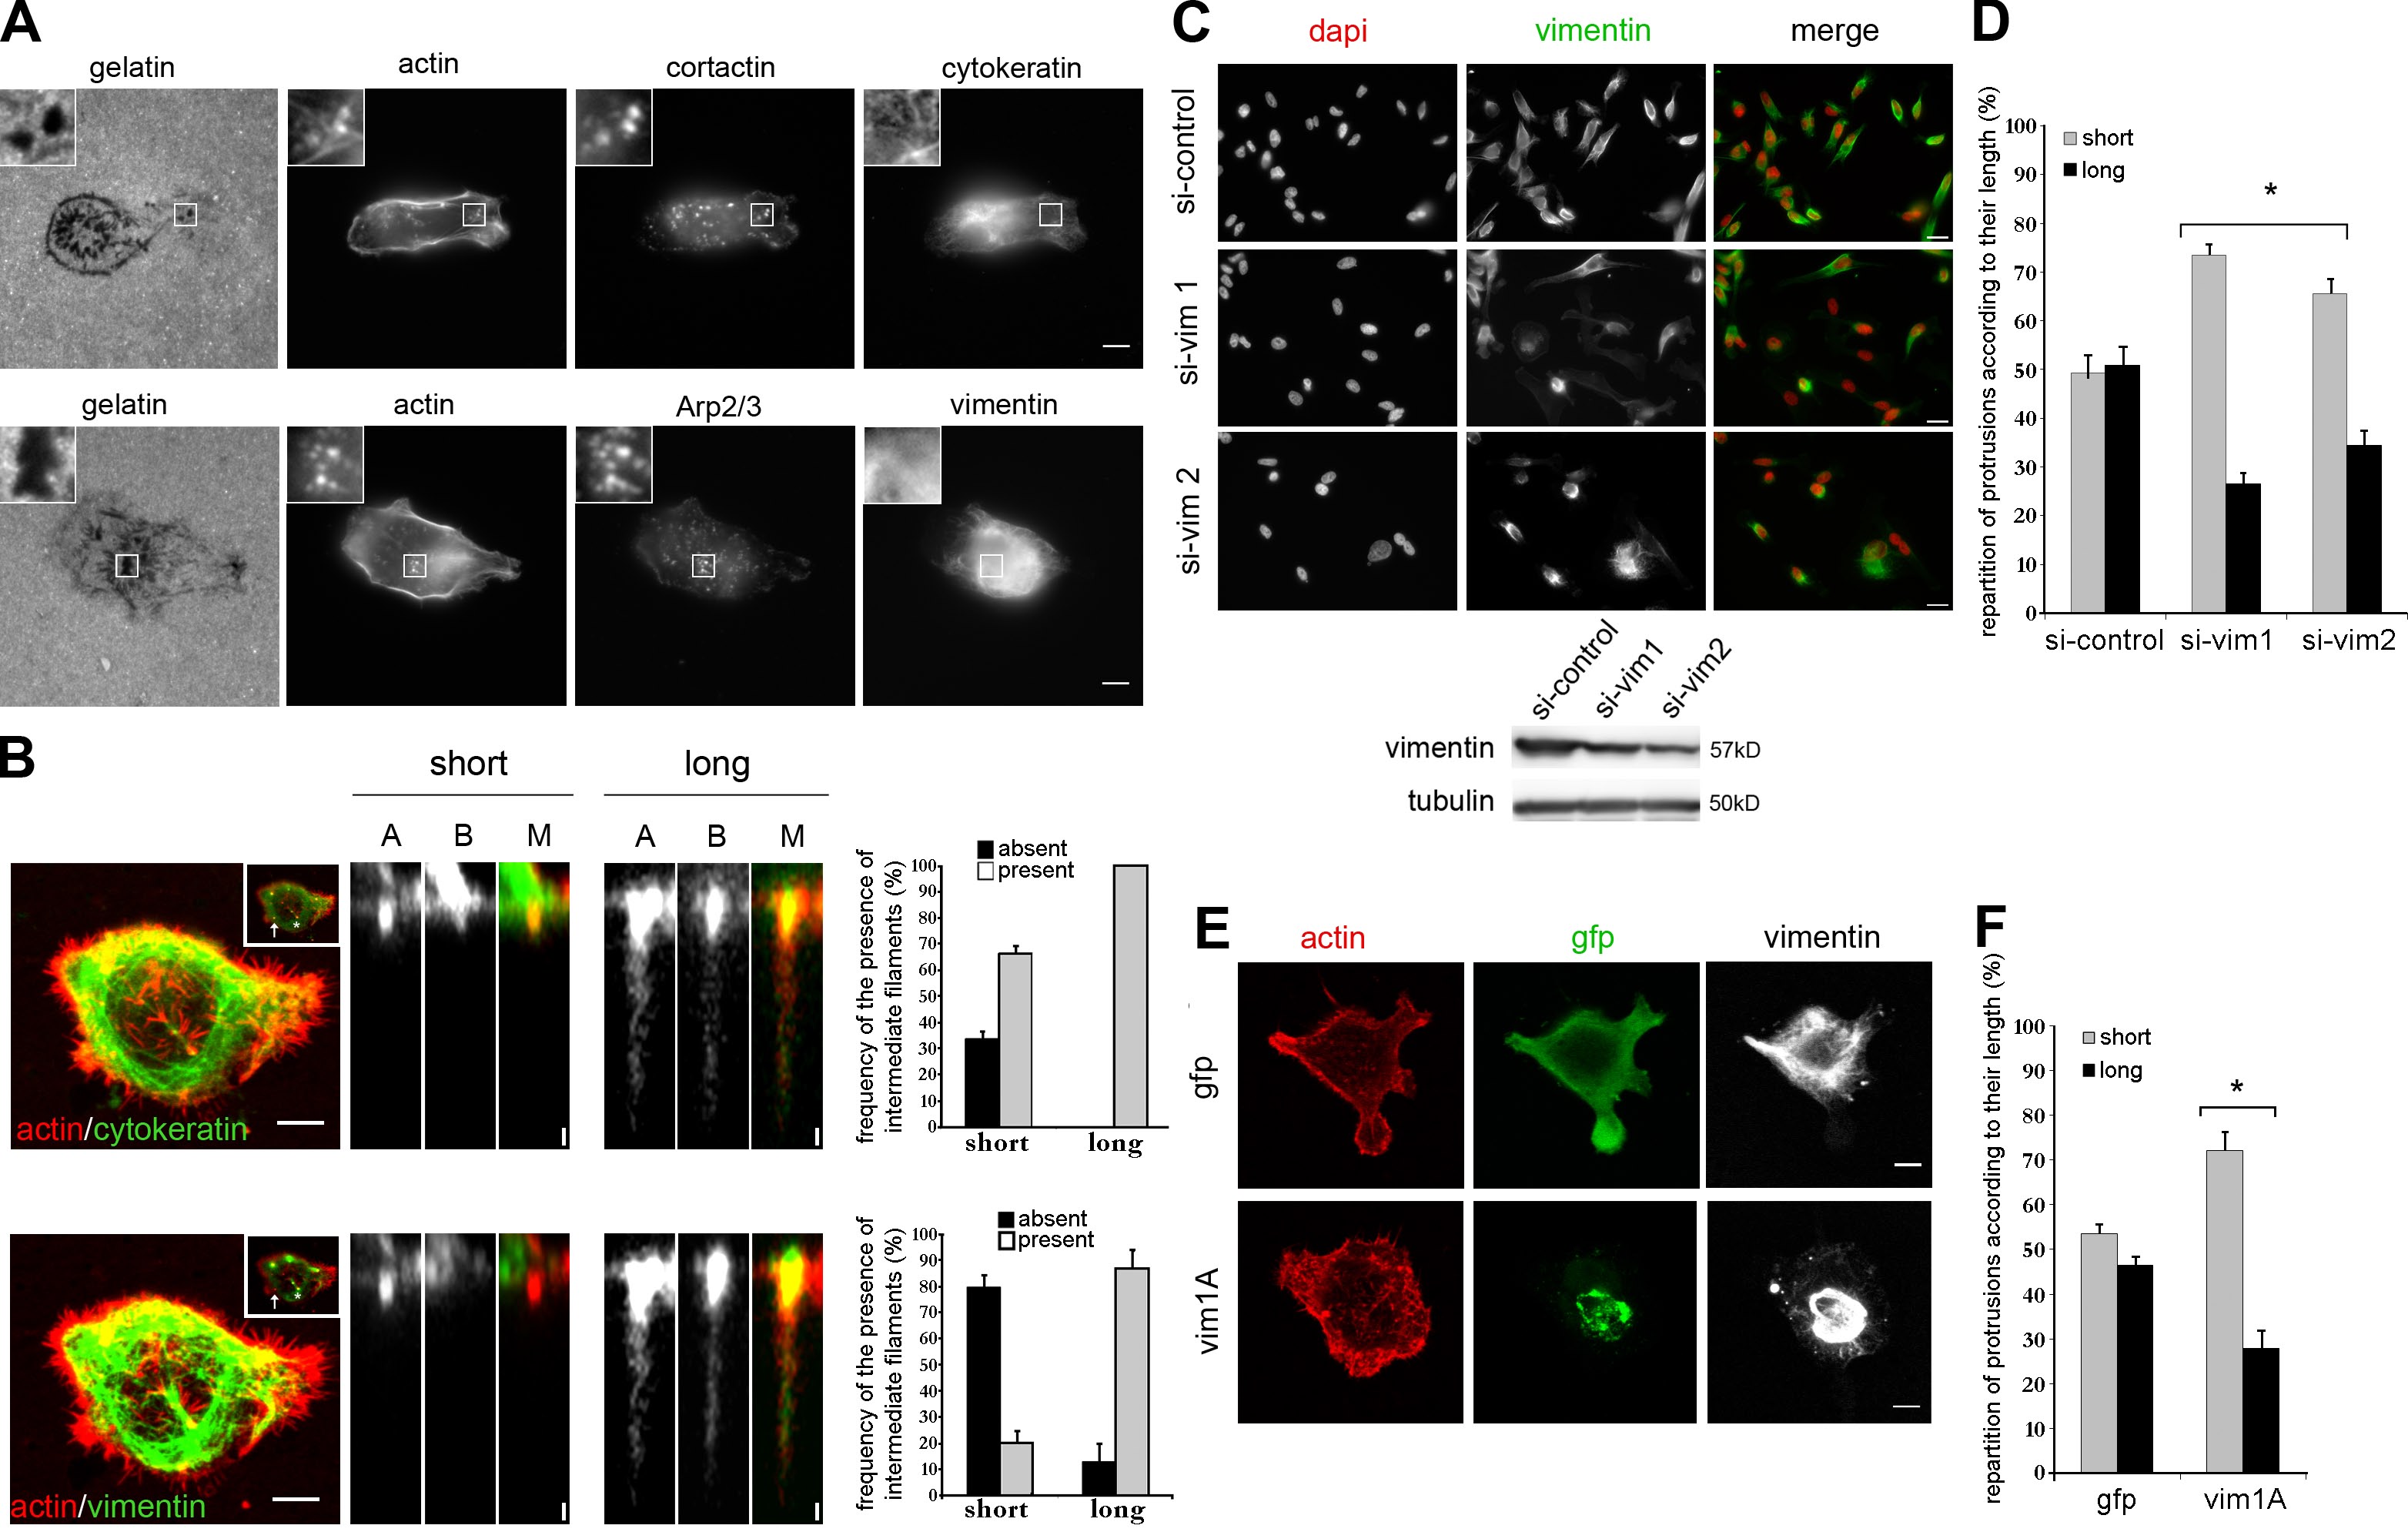 A
gelatin
actin
cortactin
cytokeratin
gelatin
actin
Arp2/3
vimentin
B
short
long
A B M
A B M
actin/cytokeratin
frequency of the presence of
intermediate filaments (%)
absent
present
100
90
80
70
60
50
40
30
20
10
0
short
long
*
actin/vimentin
*
frequency of the presence of
intermediate filaments (%)
absent
present
100
90
80
70
60
50
40
30
20
10
0
short
long
C
dapi
vimentin
merge
si-control
si-vim 1
si-vim 2
si-control
si-vim1
si-vim2
vimentin
57kD
tubulin
50kD
D
repartition of protrusions according to their length (%)
short
long
*
100
90
80
70
60
50
40
30
20
10
0
si-control
si-vim1
si-vim2
E
actin
gfp
vimentin
gfp
vim1A
F
repartition of protrusions according to their length (%)
short
long
*
100
90
80
70
60
50
40
30
20
10
0
gfp
vim1A